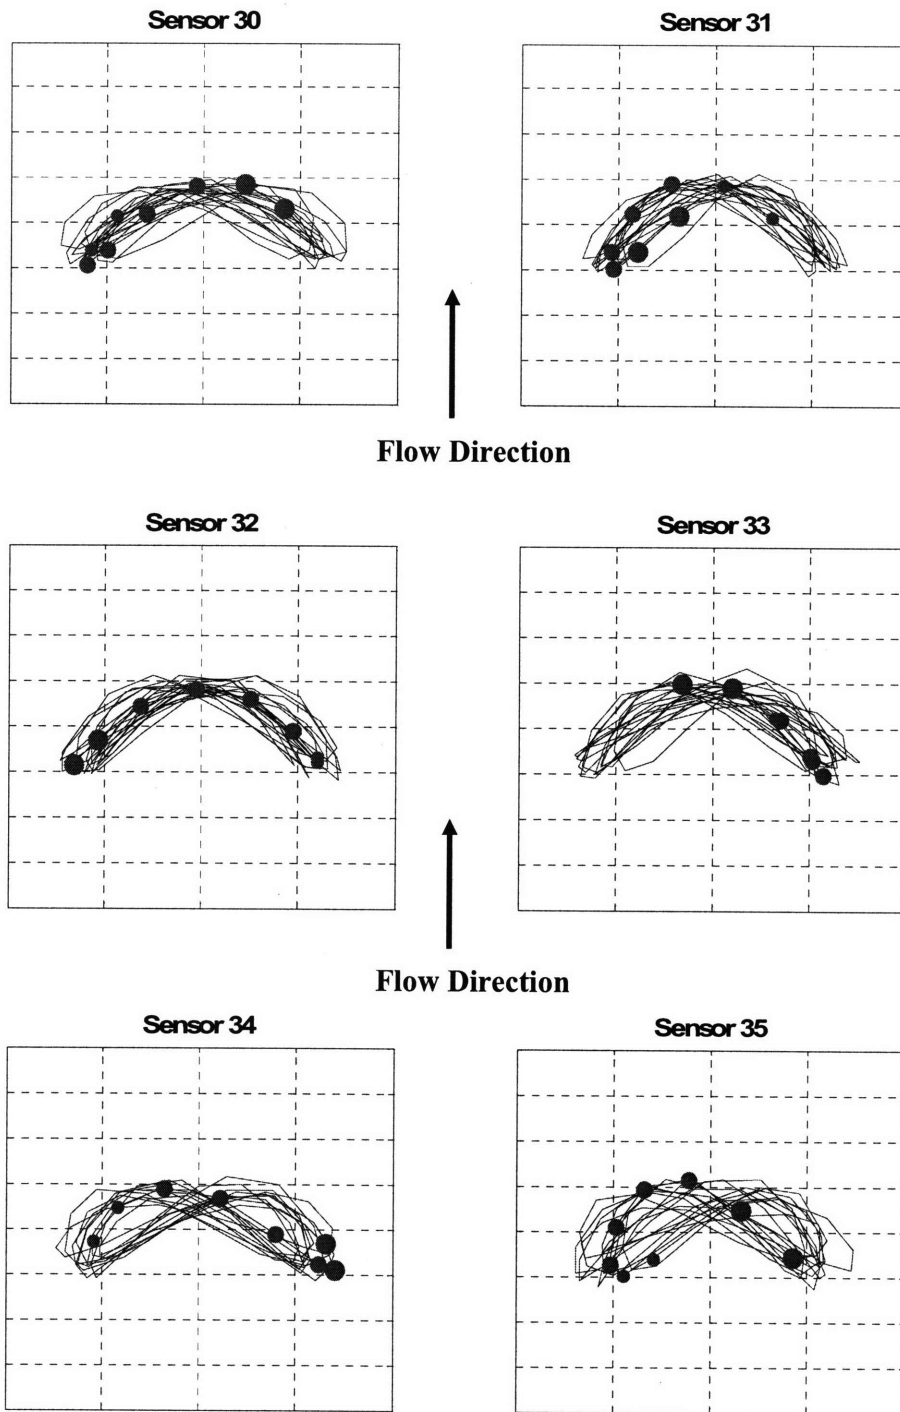 Sensor 30
Sensor 31
Flow Direction
Sensor 32
Sensor 33
Flow Direction
Sensor 34
Sensor 35